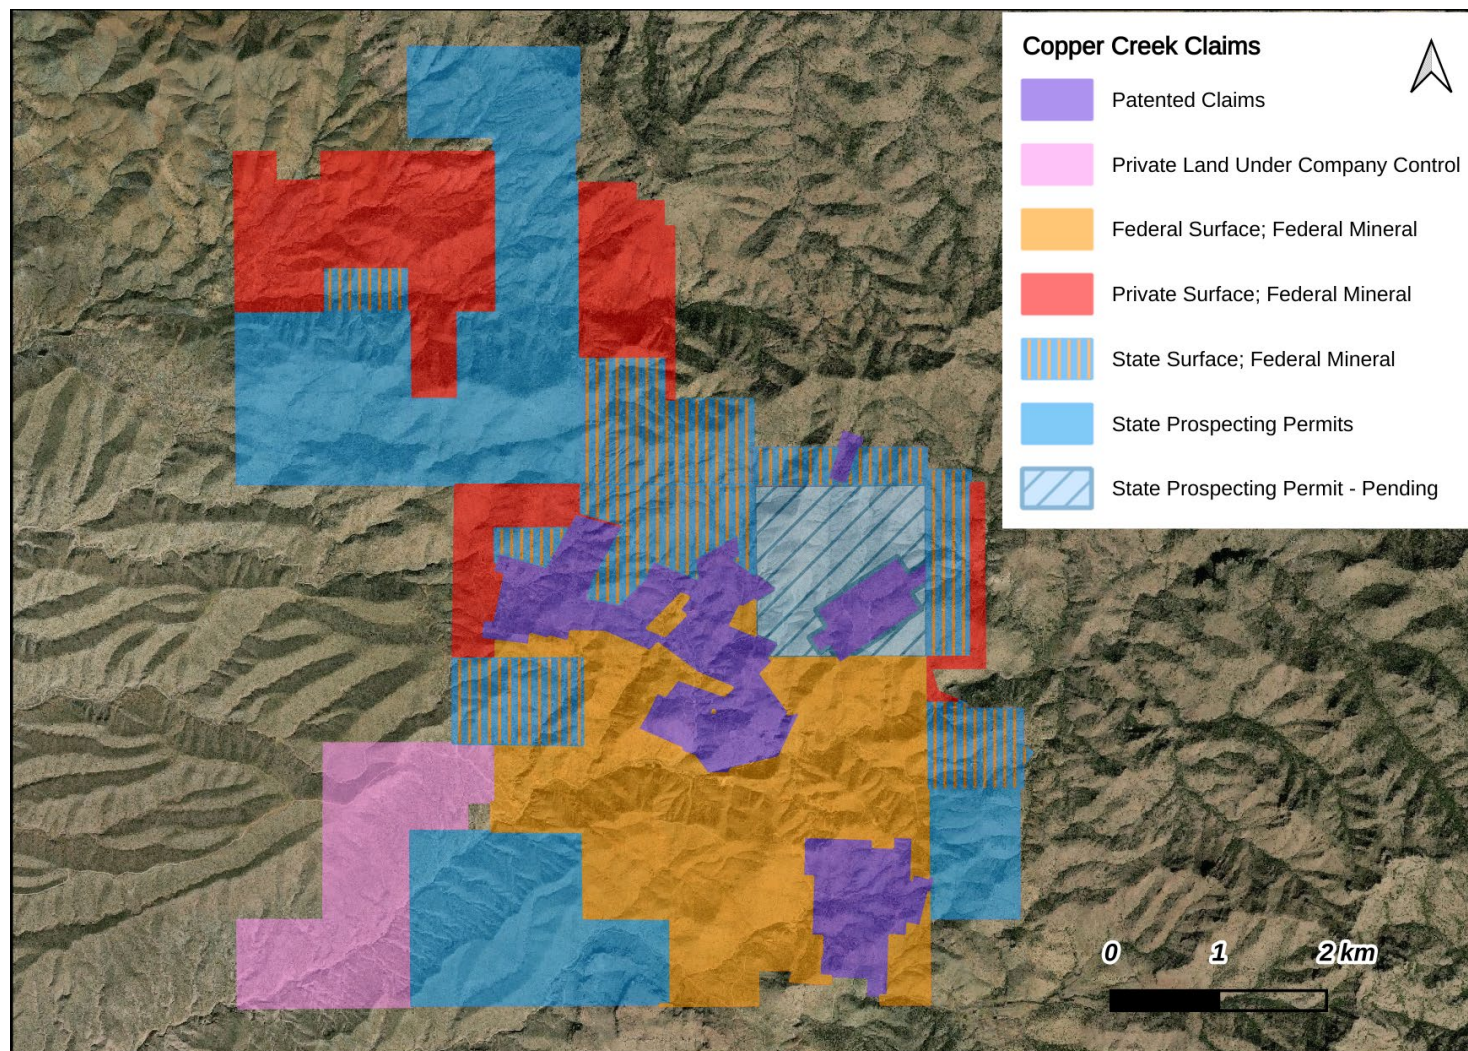 Copper Creek Claims
Patented Claims
Private Land Under Company Control
Federal Surface; Federal Mineral
Private Surface; Federal Mineral
State Surface; Federal Mineral
State Prospecting Permits
State Prospecting Permit - Pending
0 1 2 km